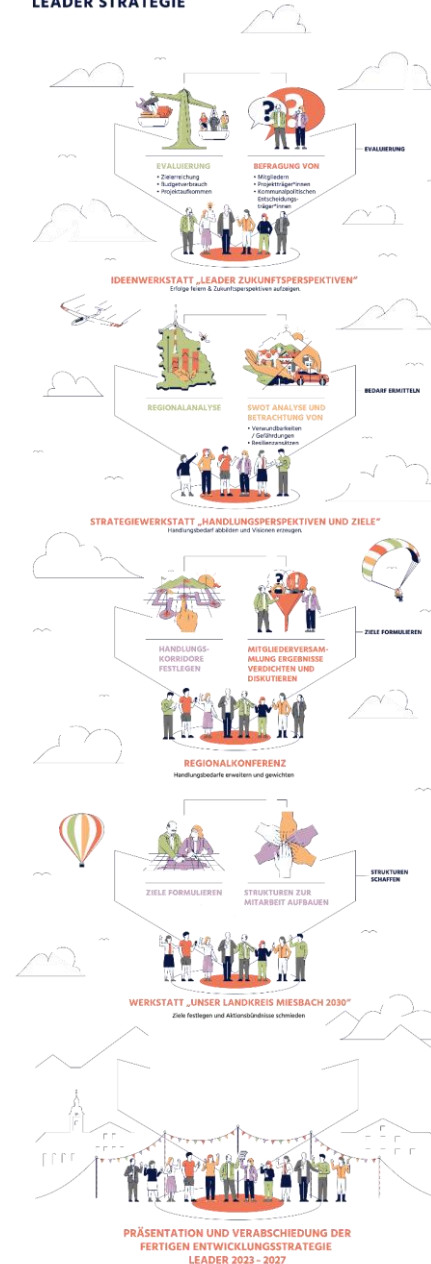 LEADER STRATEGIE
EVALUIERUNG
• Zielerreichung
• Budgetverbrauch
• Projektaufkommen
BEFRAGUNG VON
• Mitgliedern
• Projektträger*innen
• Kommunalpolitischen
Entscheidungs-
träger*innen
EVALUIERUNG
IDEENWERKSTATT „LEADER ZUKUNFTSPERSPEKTIVEN“
Erfolge feiern & Zukunftsperspektiven aufzeigen.
REGIONALANALYSE
SWOT ANALYSE UND
BETRACHTUNG VON
• Verwundbarkeiten
/ Gefährdungen
• Resilienzansätzen
BEDARF ERMITTELN
STRATEGIEWERKSTATT „HANDLUNGSPERSPEKTIVEN UND ZIELE“
Handlungsbedarf abbilden und Visionen erzeugen.
HANDLUNGS-
KORRIDORE
FESTLEGEN
MITGLIEDERVERSAM-
MLUNG ERGEBNISSE
VERDICHTEN UND
DISKUTIEREN
ZIELE FORMULIEREN
REGIONALKONFERENZ
Handlungsbedarfe erweitern und gewichten
ZIELE FORMULIEREN
STRUKTUREN ZUR
MITARBEIT AUFBAUEN
STRUKTUREN
SCHAFFEN
WERKSTATT „UNSER LANDKREIS MIESBACH 2030“
Ziele festlegen und Aktionsbündnisse schmieden
PRÄSENTATION UND VERABSCHIEDUNG DER
FERTIGEN ENTWICKLUNGSSTRATEGIE
LEADER 2023 – 2027